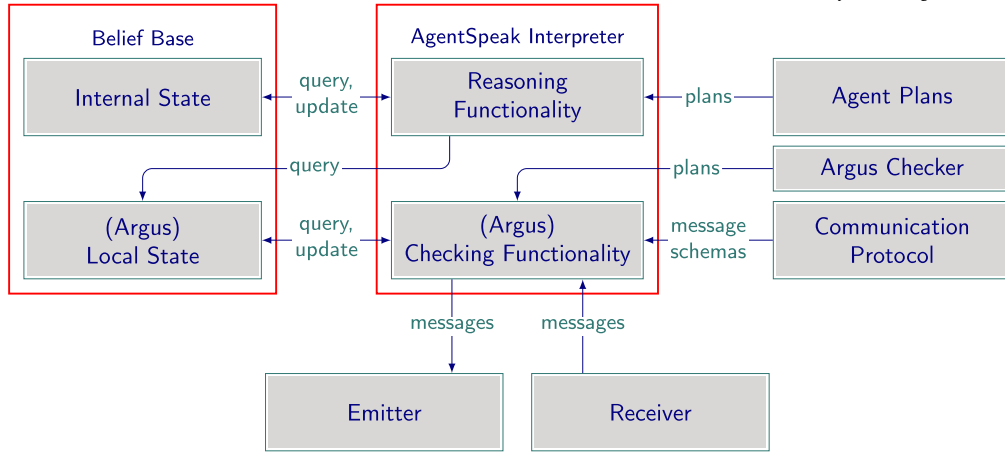 Belief Base
AgentSpeak Interpreter
Internal State
query,
update
Reasoning
Functionality
plans
Agent Plans
query
plans
Argus Checker
(Argus)
Local State
query,
update
(Argus)
Checking Functionality
message
schemas
Communication
Protocol
messages
messages
Emitter
Receiver